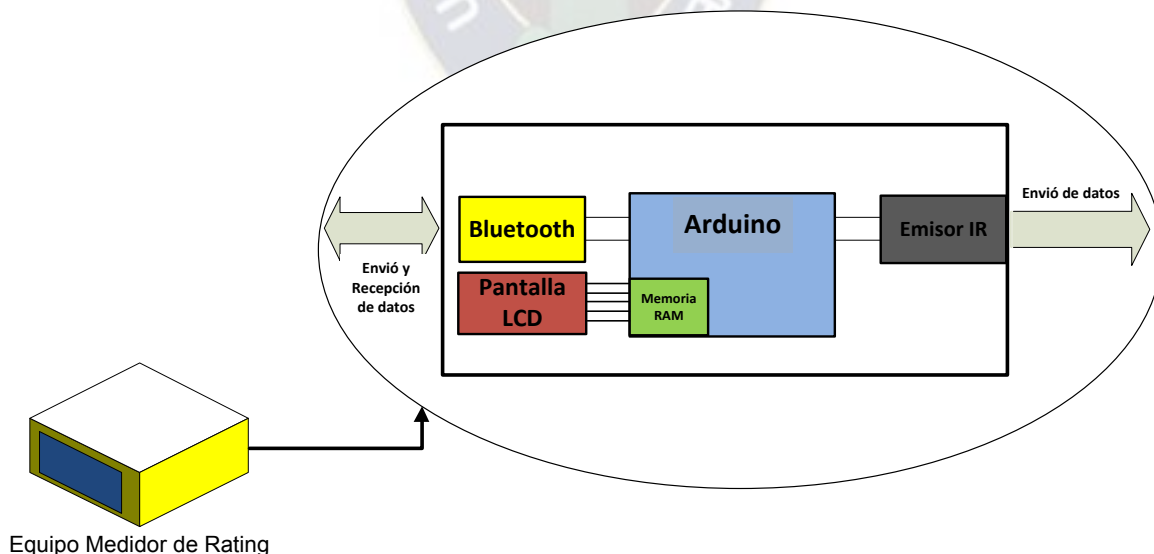 Bluetooth
Arduino
Emisor IR
Envió de datos
Envió y
Recepción
de datos
Pantalla
LCD
Memoria
RAM
Equipo Medidor de Rating